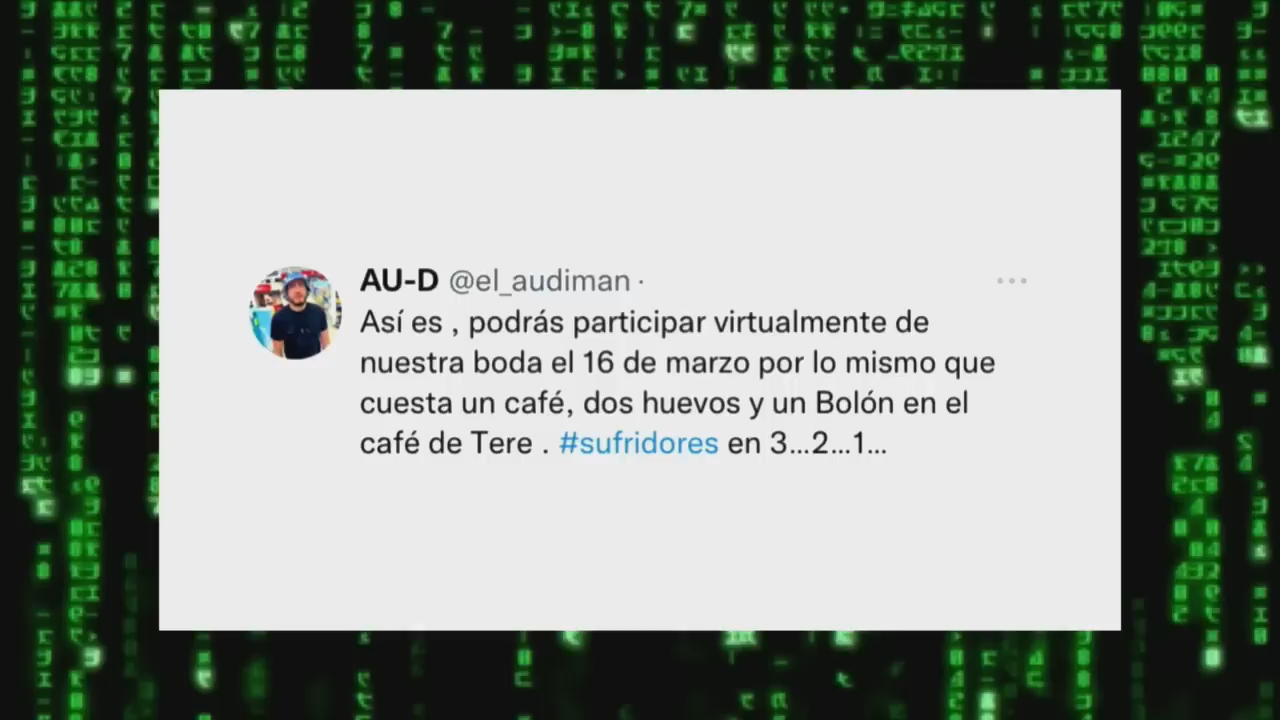 AU-D @el_audiman ·
Así es , podrás participar virtualmente de
nuestra boda el 16 de marzo por lo mismo que
cuesta un café, dos huevos y un Bolón en el
café de Tere . #sufridores en 3...2...1...